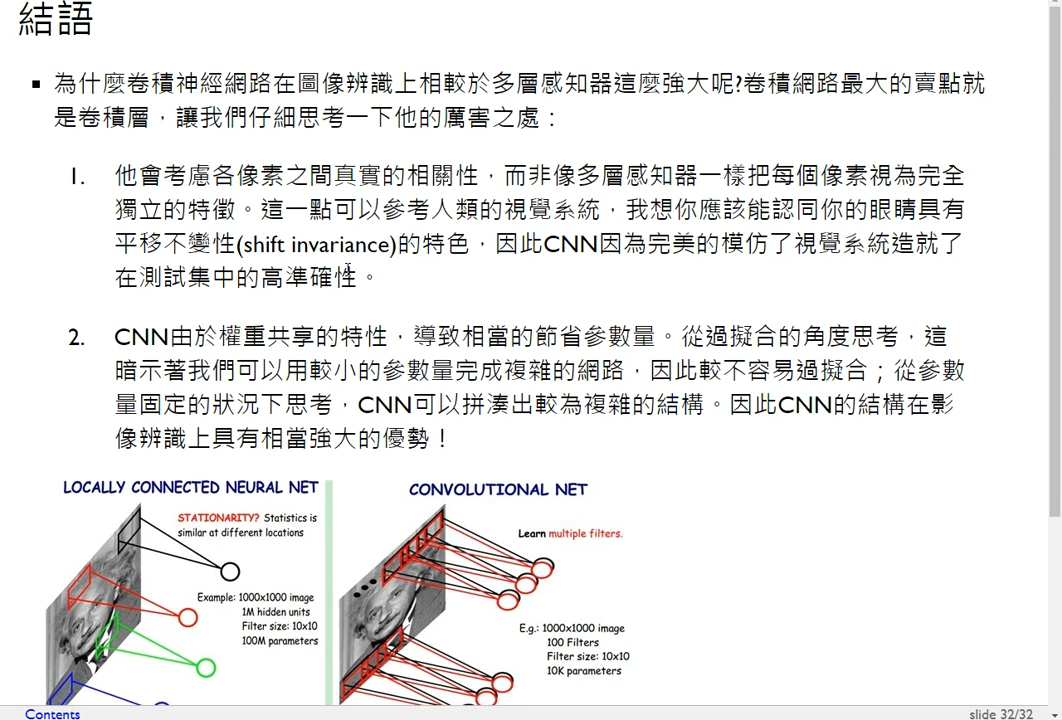 結語
▪ 為什麼卷積神經網路在圖像辨識上相較於多層感知器這麼強大呢?卷積網路最大的賣點就
是卷積層，讓我們仔細思考一下他的厲害之處：
1. 他會考慮各像素之間真實的相關性，而非像多層感知器一樣把每個像素視為完全
獨立的特徵。這一點可以參考人類的視覺系統，我想你應該能認同你的眼睛具有
平移不變性(shift invariance)的特色，因此CNN因為完美的模仿了視覺系統造就了
在測試集中的高準確性。
2. CNN由於權重共享的特性，導致相當的節省參數量。從過擬合的角度思考，這
暗示著我們可以用較小的參數量完成複雜的網路，因此較不容易過擬合；從參數
量固定的狀況下思考，CNN可以拼湊出較為複雜的結構。因此CNN的結構在影
像辨識上具有相當強大的優勢！
LOCALLY CONNECTED NEURAL NET
STATIONARITY? Statistics is
similar at different locations
Example: 1000x1000 image
1M hidden units
Filter size: 10x10
100M parameters
CONVOLUTIONAL NET
Learn multiple filters.
E.g.: 1000x1000 image
100 Filters
Filter size: 10x10
10K parameters
Contents
slide 32/32